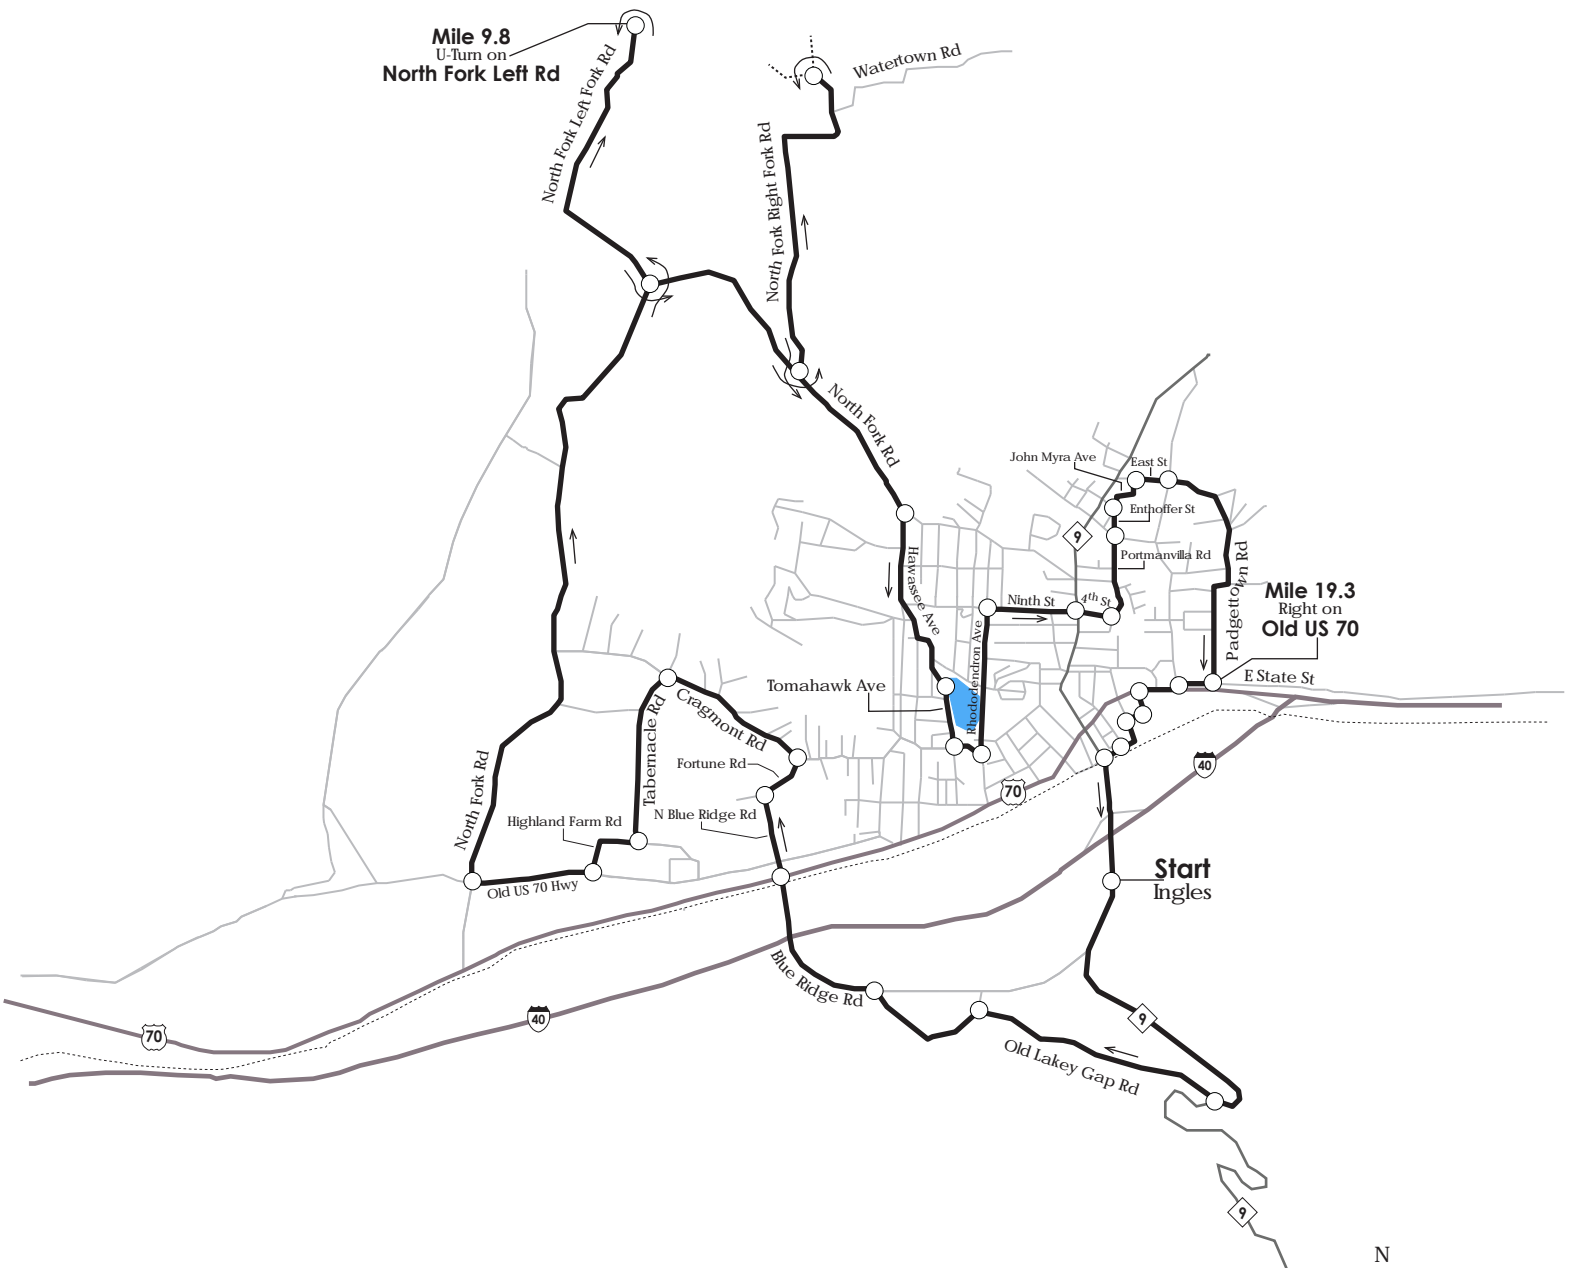 Mile 9.8
U-Turn on
North Fork Left Rd
North Fork Left Fork Rd
Watertown Rd
North Fork Right Fork Rd
North Fork Rd
John Myra Ave
East St
Enthoffer St
9
Portmanvilla Rd
Hawassee Ave
Padgettown Rd
Mile 19.3
Right on
Old US 70
Ninth St
4th St
Rhododendron Ave
E State St
Tomahawk Ave
Cragmont Rd
Tabernacle Rd
Fortune Rd
40
70
North Fork Rd
Highland Farm Rd
N Blue Ridge Rd
Start
Ingles
Old US 70 Hwy
Blue Ridge Rd
9
40
70
Old Lakey Gap Rd
9
N